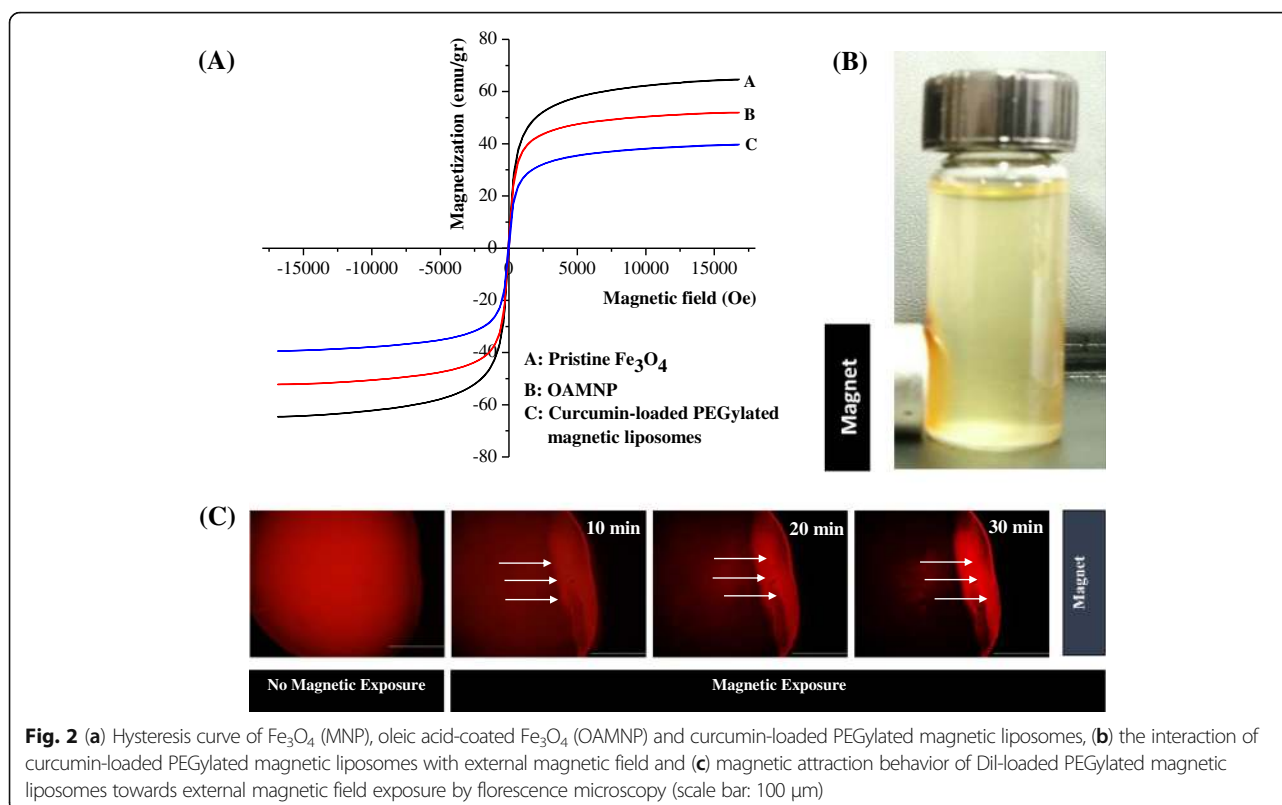 (A)
80
60
40
20
0
-20
-40
-60
-80
Magnetization (emu/gr)
-15000 -10000 -5000 0 5000 10000 15000
Magnetic field (Oe)
A
B
C
A: Pristine Fe₃O₄
B: OAMNP
C: Curcumin-loaded PEGylated
magnetic liposomes
(B)
Magnet
(C)
10 min
20 min
30 min
Magnet
No Magnetic Exposure
Magnetic Exposure
Fig. 2 (a) Hysteresis curve of Fe₃O₄ (MNP), oleic acid-coated Fe₃O₄ (OAMNP) and curcumin-loaded PEGylated magnetic liposomes, (b) the interaction of
curcumin-loaded PEGylated magnetic liposomes with external magnetic field and (c) magnetic attraction behavior of Dil-loaded PEGylated magnetic
liposomes towards external magnetic field exposure by florescence microscopy (scale bar: 100 μm)